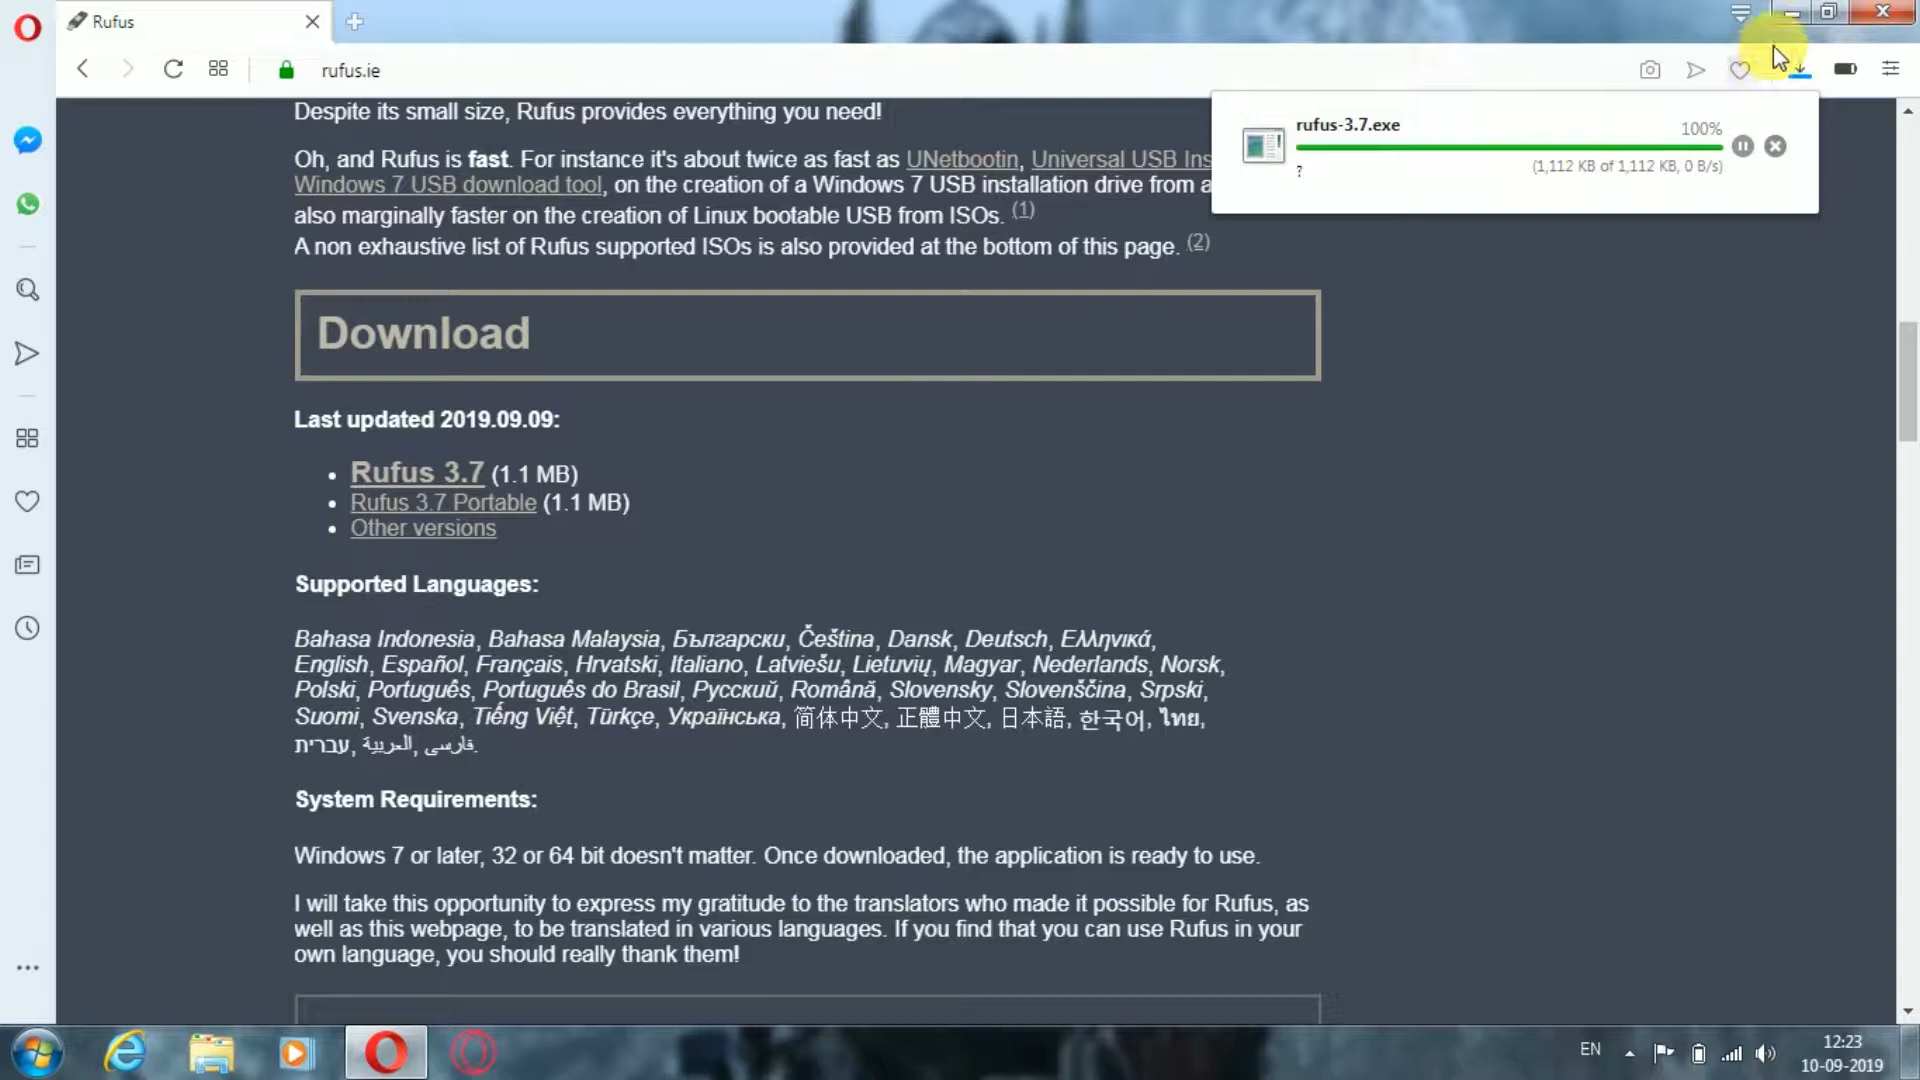 Rufus
rufus.ie
Despite its small size, Rufus provides everything you need!
rufus-3.7.exe
100%
(1,112 KB of 1,112 KB, 0 B/s)
?
Oh, and Rufus is fast. For instance it's about twice as fast as UNetbootin, Universal USB Ins
Windows 7 USB download tool, on the creation of a Windows 7 USB installation drive from a
also marginally faster on the creation of Linux bootable USB from ISOs. (1)
A non exhaustive list of Rufus supported ISOs is also provided at the bottom of this page. (2)
Download
Last updated 2019.09.09:
• Rufus 3.7 (1.1 MB)
• Rufus 3.7 Portable (1.1 MB)
• Other versions
Supported Languages:
Bahasa Indonesia, Bahasa Malaysia, Български, Čeština, Dansk, Deutsch, Ελληνικά,
English, Español, Français, Hrvatski, Italiano, Latviešu, Lietuvių, Magyar, Nederlands, Norsk,
Polski, Português, Português do Brasil, Русский, Română, Slovensky, Slovenščina, Srpski,
Suomi, Svenska, Tiếng Việt, Türkçe, Українська, 简体中文, 正體中文, 日本語, 한국어, ไทย,
עברית, العربية, فارسی.
System Requirements:
Windows 7 or later, 32 or 64 bit doesn't matter. Once downloaded, the application is ready to use.
I will take this opportunity to express my gratitude to the translators who made it possible for Rufus, as
well as this webpage, to be translated in various languages. If you find that you can use Rufus in your
own language, you should really thank them!
EN
12:23
10-09-2019